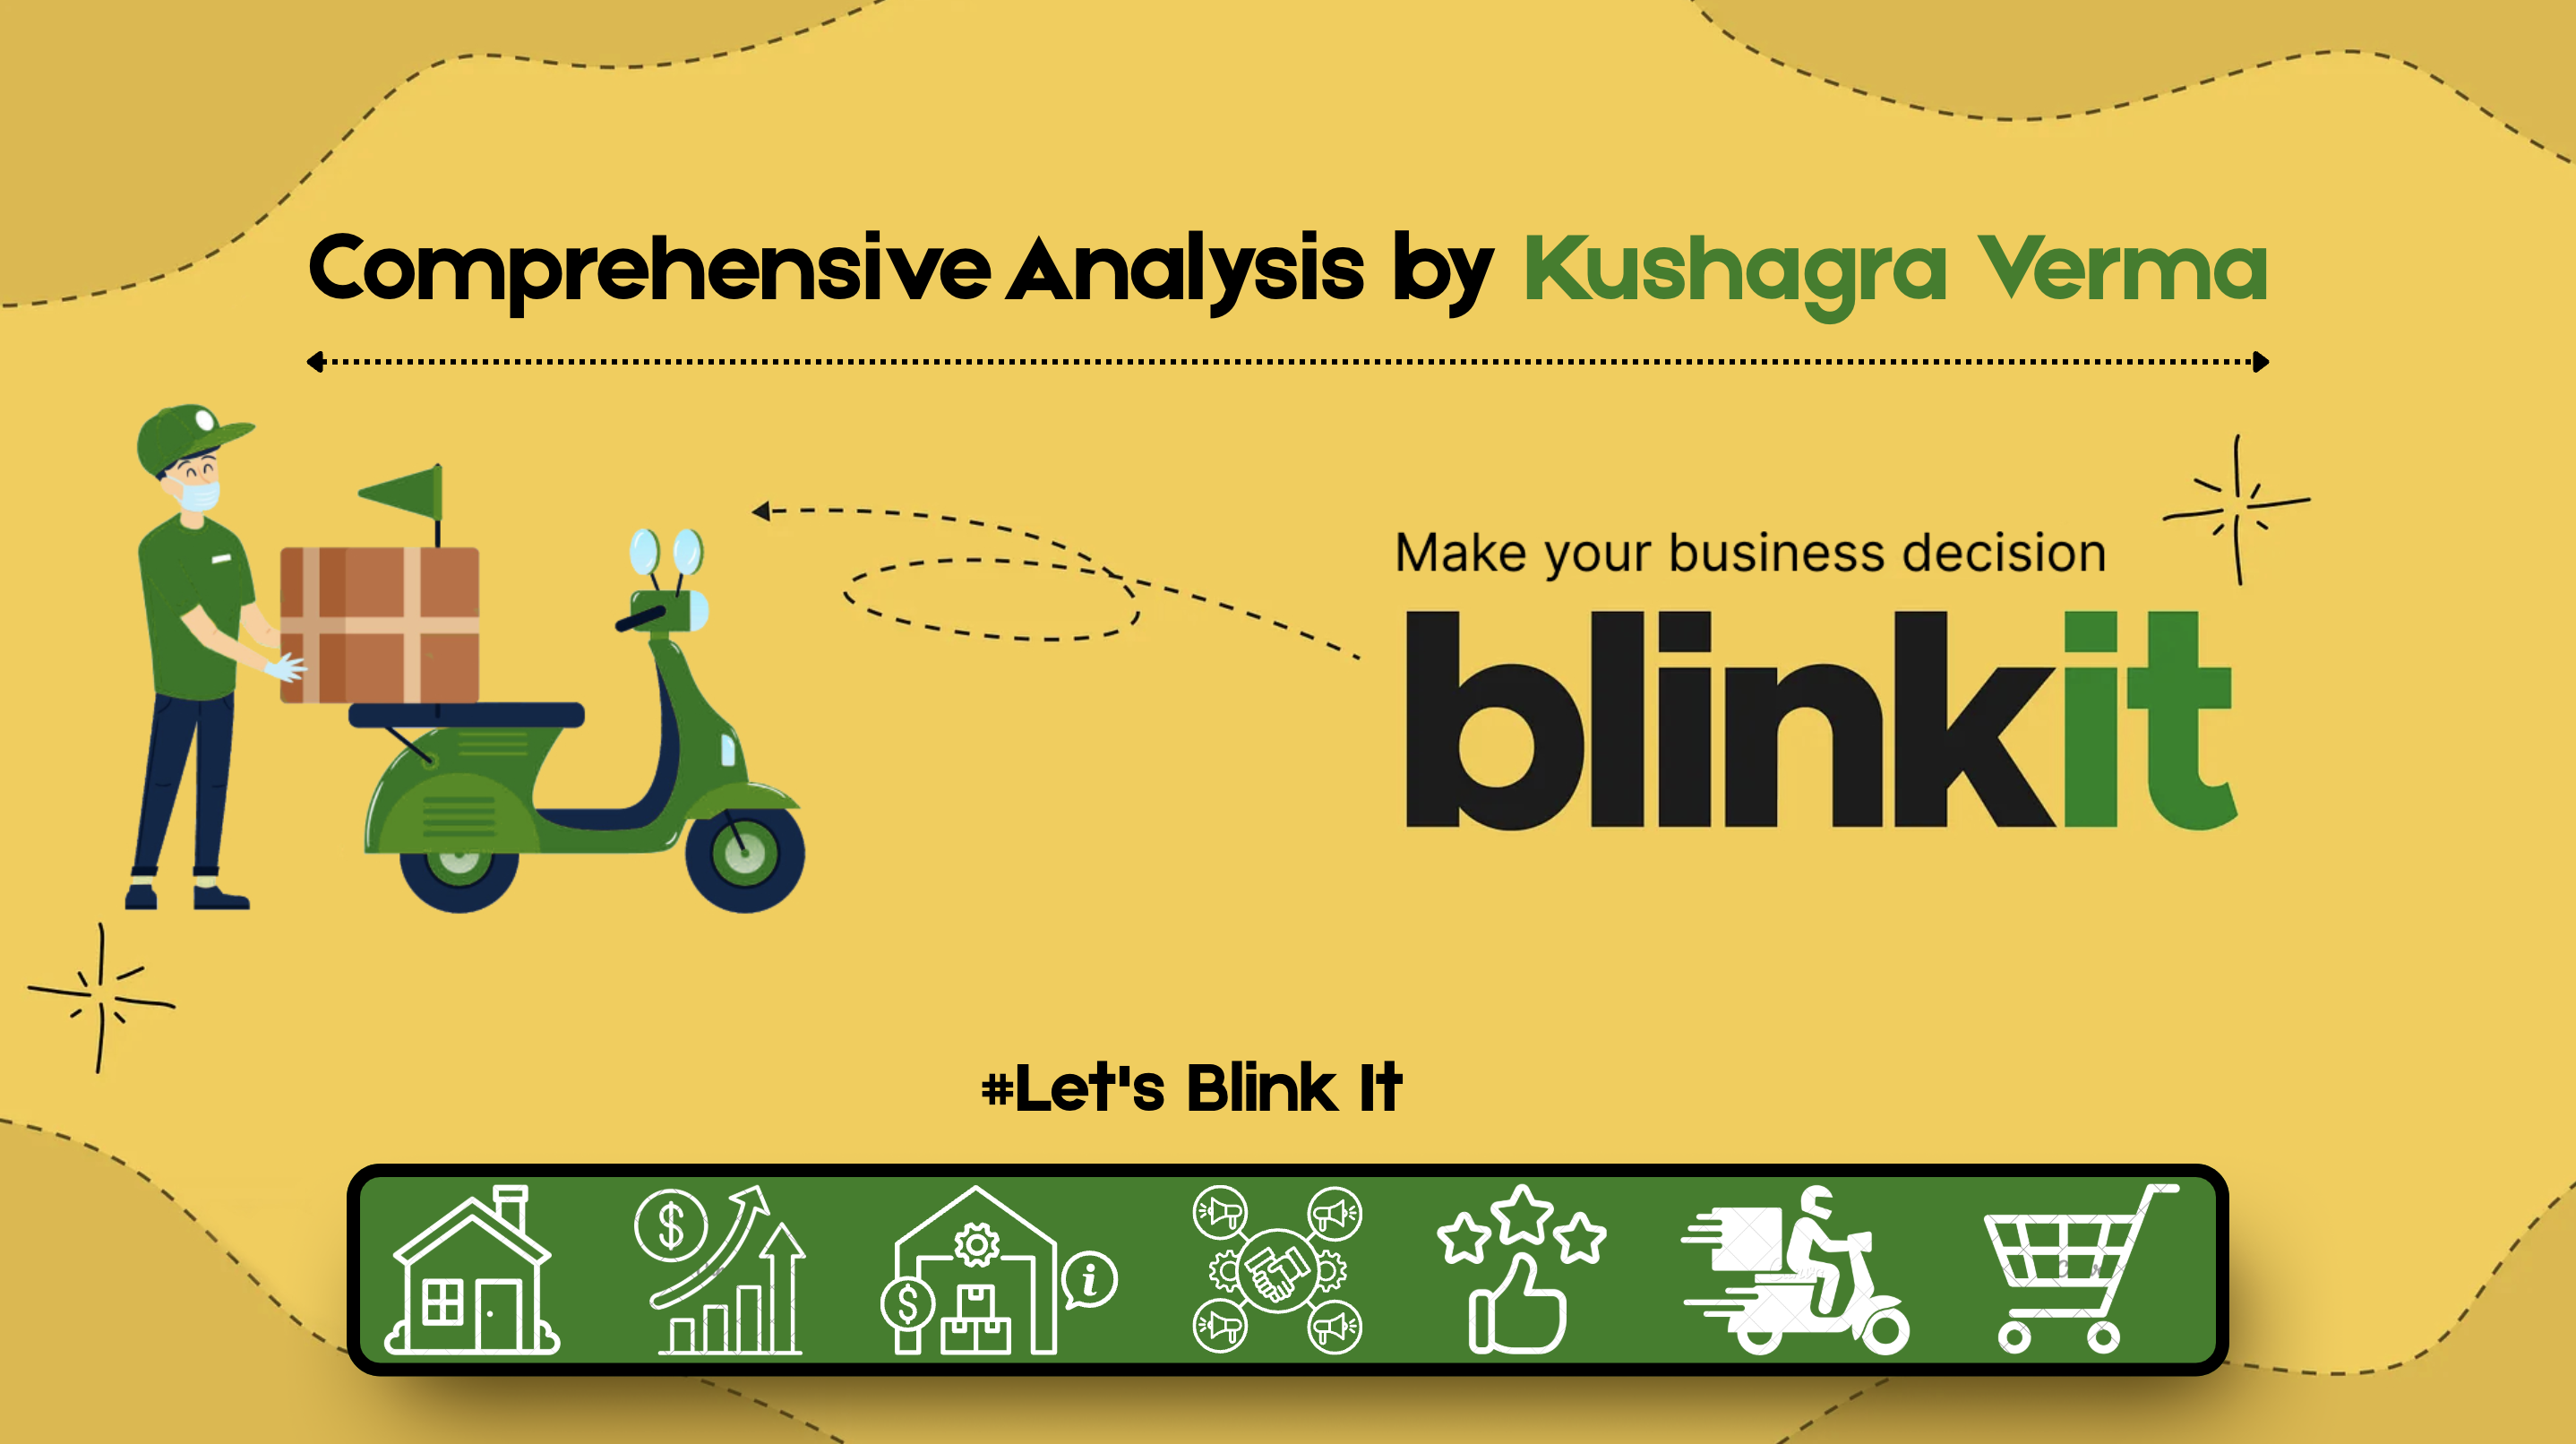 Comprehensive Analysis by Kushagra Verma
Make your business decision
blinkit
#Let's Blink It
$
$
i